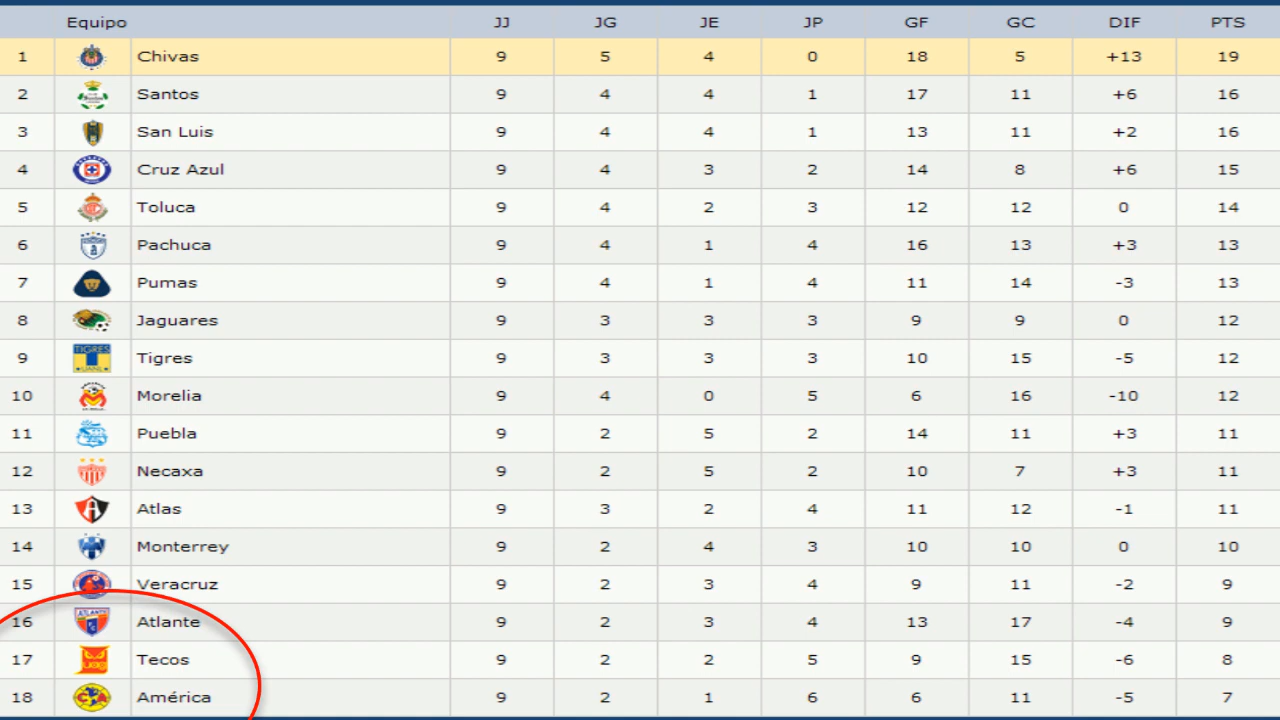 Equipo JJ JG JE JP GF GC DIF PTS
1 Chivas 9 5 4 0 18 5 +13 19
2 Santos 9 4 4 1 17 11 +6 16
3 San Luis 9 4 4 1 13 11 +2 16
4 Cruz Azul 9 4 3 2 14 8 +6 15
5 Toluca 9 4 2 3 12 12 0 14
6 Pachuca 9 4 1 4 16 13 +3 13
7 Pumas 9 4 1 4 11 14 -3 13
8 Jaguares 9 3 3 3 9 9 0 12
9 TIGRES UANL Tigres 9 3 3 3 10 15 -5 12
10 Morelia 9 4 0 5 6 16 -10 12
11 Puebla 9 2 5 2 14 11 +3 11
12 Necaxa 9 2 5 2 10 7 +3 11
13 A Atlas 9 3 2 4 11 12 -1 11
14 Monterrey 9 2 4 3 10 10 0 10
15 Veracruz 9 2 3 4 9 11 -2 9
16 ATLANTE Atlante 9 2 3 4 13 17 -4 9
17 Tecos 9 2 2 5 9 15 -6 8
18 C A América 9 2 1 6 6 11 -5 7